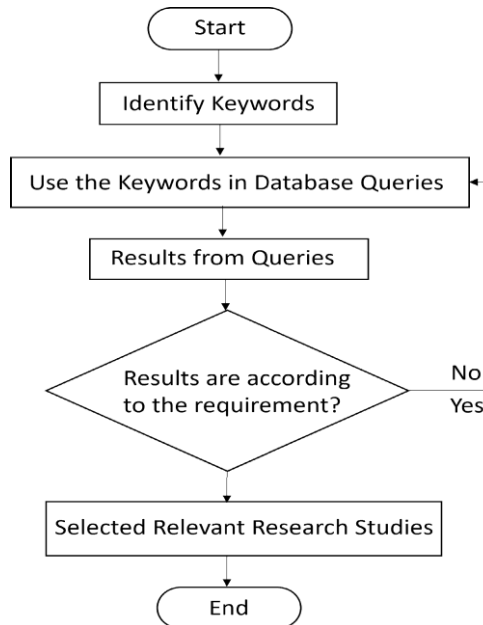 Start
Identify Keywords
Use the Keywords in Database Queries
Results from Queries
Results are according
to the requirement?
No
Yes
Selected Relevant Research Studies
End